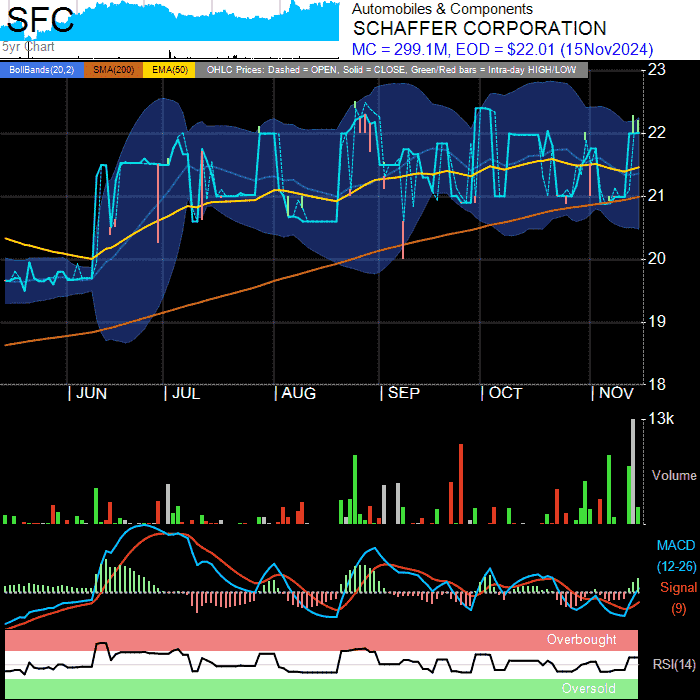 SFC
5yr Chart
Automobiles & Components
SCHAFFER CORPORATION
MC = 299.1M, EOD = $22.01 (15Nov2024)
BollBands(20,2) SMA(200) EMA(50) OHLC Prices: Dashed = OPEN, Solid = CLOSE, Green/Red bars = Intra-day HIGH/LOW
23
22
21
20
19
18
| JUN | JUL | AUG | SEP | OCT | NOV
13k
Volume
MACD
(12-26)
Signal
(9)
Overbought
RSI(14)
Oversold